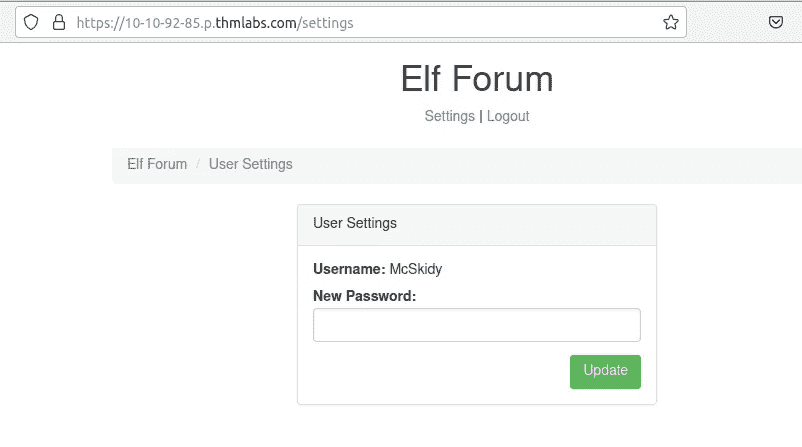 https://10-10-92-85.p.thmlabs.com/settings
Elf Forum
Settings | Logout
Elf Forum / User Settings
User Settings
Username: McSkidy
New Password:
Update